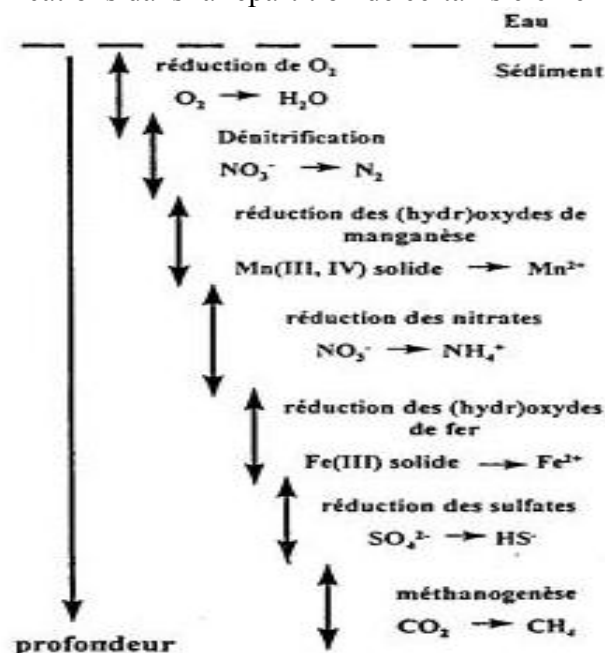 Eau
réduction de O₂
Sédiment
O₂ → H₂O
Dénitrification
NO₃⁻ → N₂
réduction des (hydr)oxydes de
manganèse
Mn(III, IV) solide → Mn²⁺
réduction des nitrates
NO₃⁻ → NH₄⁺
réduction des (hydr)oxydes
de fer
Fe(III) solide → Fe²⁺
réduction des sulfates
SO₄²⁻ → HS⁻
méthanogenèse
CO₂ → CH₄
profondeur